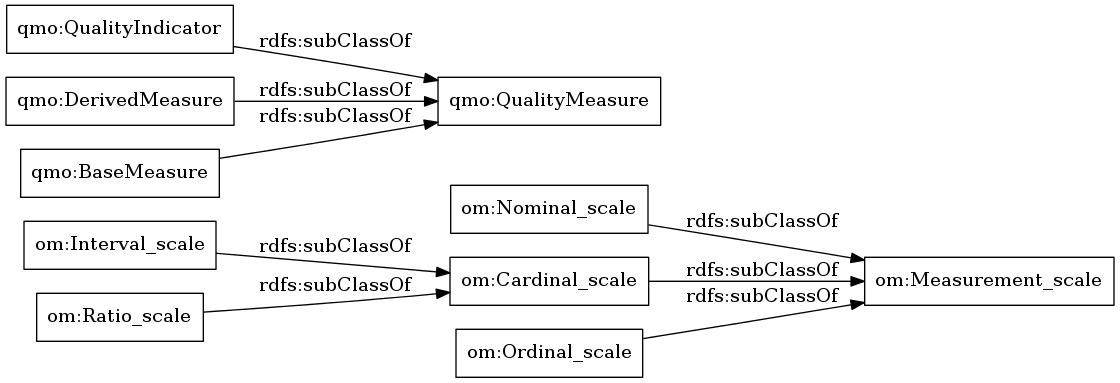 qmo:QualityIndicator
rdfs:subClassOf
qmo:DerivedMeasure
rdfs:subClassOf
qmo:QualityMeasure
rdfs:subClassOf
qmo:BaseMeasure
om:Nominal_scale
rdfs:subClassOf
om:Interval_scale
rdfs:subClassOf
om:Cardinal_scale
rdfs:subClassOf
om:Measurement_scale
rdfs:subClassOf
om:Ratio_scale
rdfs:subClassOf
om:Ordinal_scale